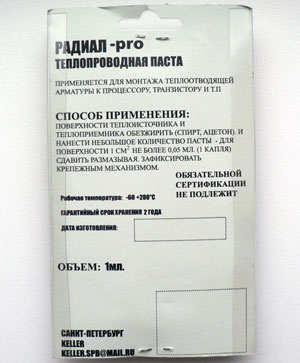 РАДИАЛ -pro
ТЕПЛОПРОВОДНАЯ ПАСТА
ПРИМЕНЯЕТСЯ ДЛЯ МОНТАЖА ТЕПЛООТВОДЯЩЕЙ
АРМАТУРЫ К ПРОЦЕССОРУ, ТРАНЗИСТОРУ И Т.П
СПОСОБ ПРИМЕНЕНИЯ:
ПОВЕРХНОСТИ ТЕПЛОИСТОЧНИКА И
ТЕПЛОПРИЕМНИКА ОБЕЗЖИРИТЬ (СПИРТ, АЦЕТОН). И
НАНЕСТИ НЕБОЛЬШОЕ КОЛИЧЕСТВО ПАСТЫ - ДЛЯ
ПОВЕРХНОСТИ 1 СМ² НЕ БОЛЕЕ 0,05 МЛ. (1 КАПЛЯ)
СДАВИТЬ РАЗМАЗЫВАЯ. ЗАФИКСИРОВАТЬ
КРЕПЕЖНЫМ МЕХАНИЗМОМ.
ОБЯЗАТЕЛЬНОЙ
СЕРТИФИКАЦИИ
НЕ ПОДЛЕЖИТ
Рабочая температура: -60 +280°C
ГАРАНТИЙНЫЙ СРОК ХРАНЕНИЯ 2 ГОДА
ДАТА ИЗГОТОВЛЕНИЯ:
ОБЪЕМ: 1мл.
САНКТ-ПЕТЕРБУРГ
KELLER
KELLER.SPB@MAIL.RU